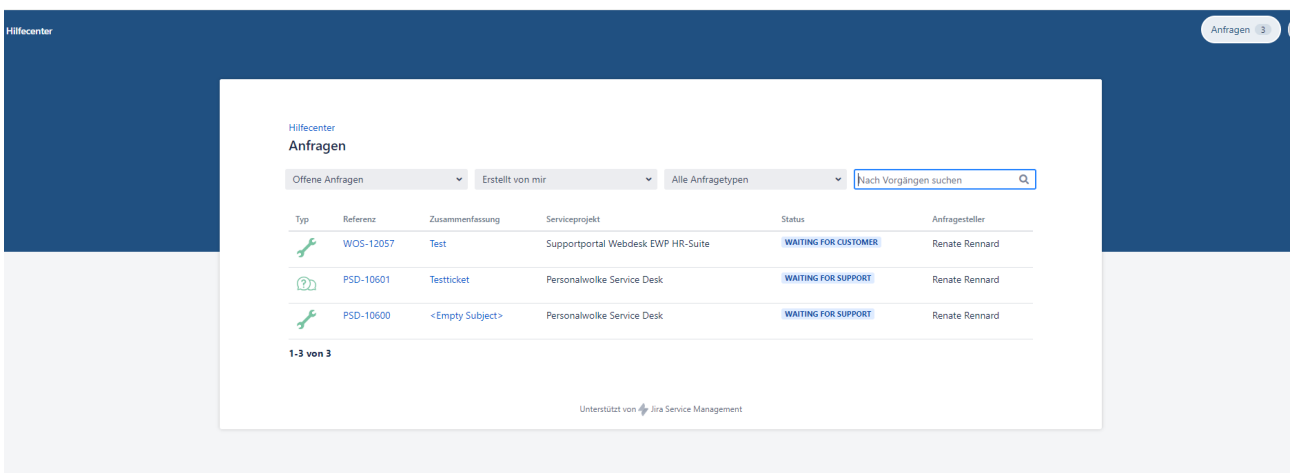 Hilfecenter
Anfragen 3
Hilfecenter
Anfragen
Offene Anfragen Erstellt von mir Alle Anfragetypen Nach Vorgängen suchen
Typ Referenz Zusammenfassung Serviceprojekt Status Anfragesteller
WOS-12057 Test Supportportal Webdesk EWP HR-Suite WAITING FOR CUSTOMER Renate Rennard
PSD-10601 Testticket Personalwolke Service Desk WAITING FOR SUPPORT Renate Rennard
PSD-10600 <Empty Subject> Personalwolke Service Desk WAITING FOR SUPPORT Renate Rennard
1-3 von 3
Unterstützt von Jira Service Management